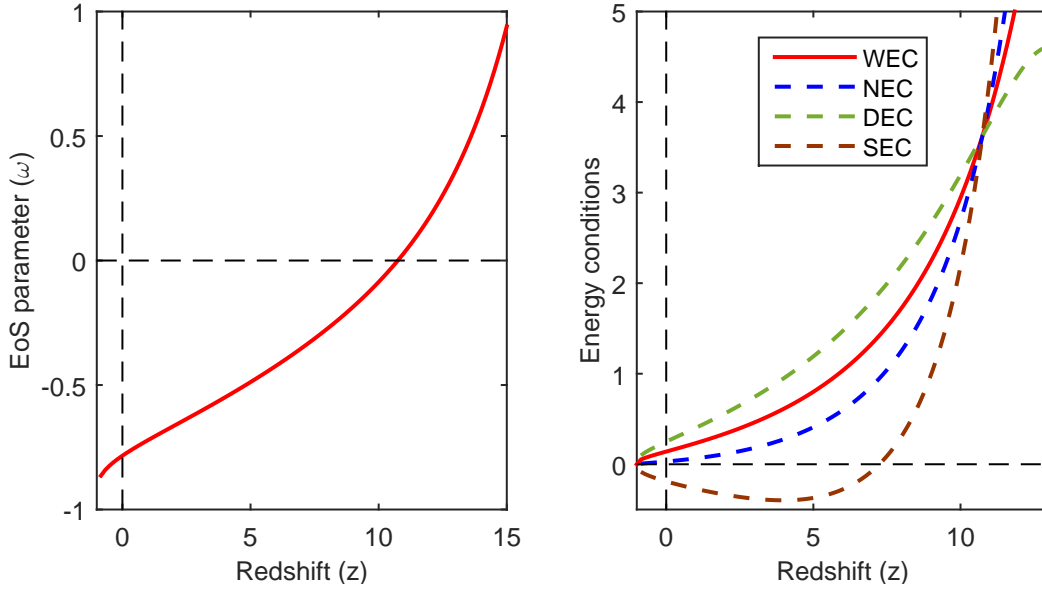 1
0.5
0
-0.5
-1
EoS parameter (ω)
0
5
10
15
Redshift (z)
5
4
3
2
1
0
Energy conditions
WEC
NEC
DEC
SEC
0
5
10
Redshift (z)